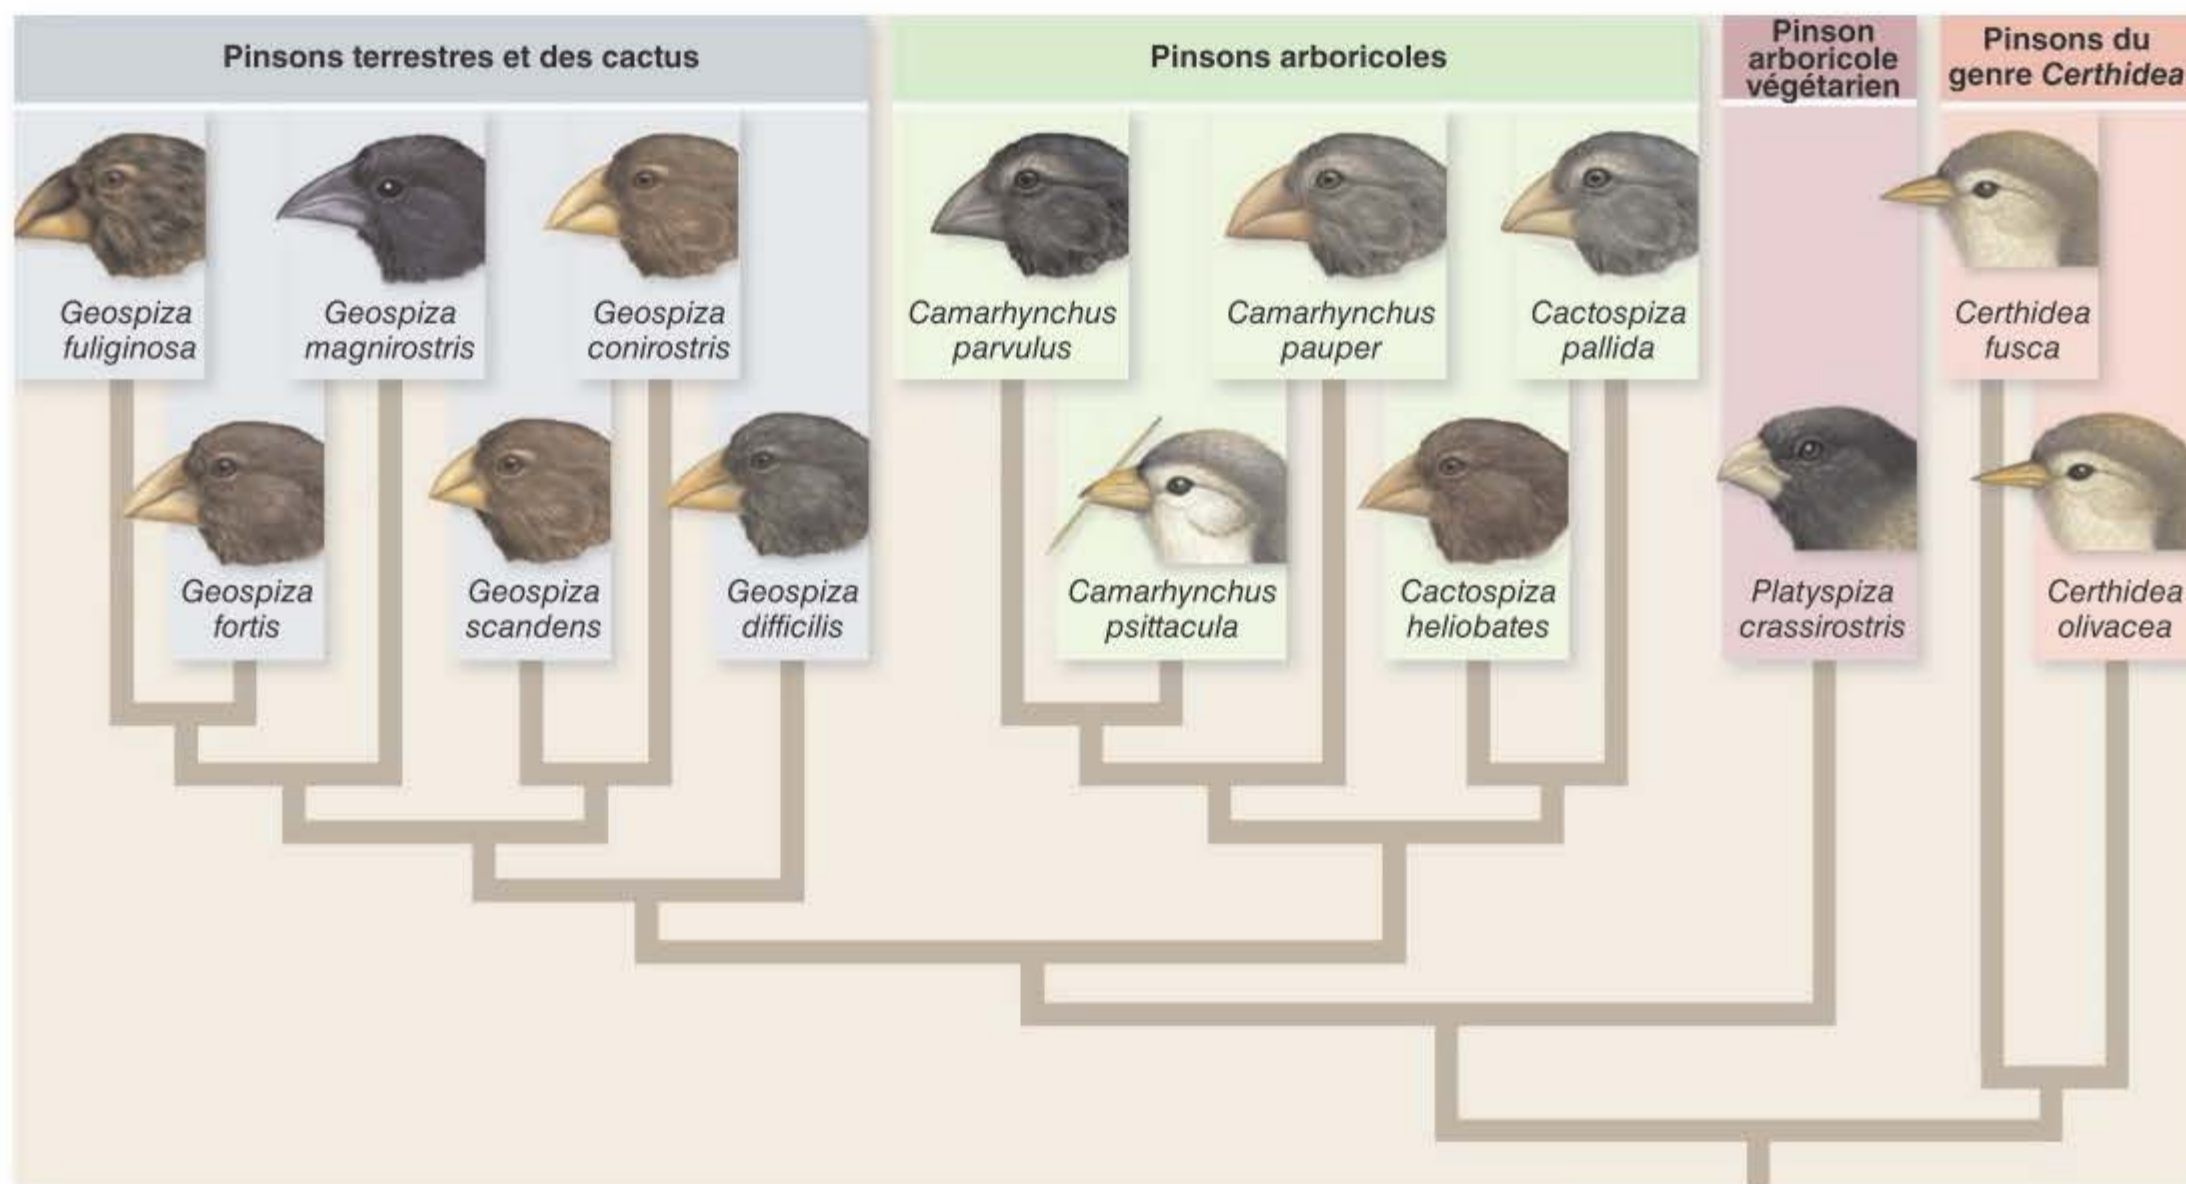 Pinsons terrestres et des cactus
Pinsons arboricoles
Pinson
arboricole
végétarien
Pinsons du
genre Certhidea
Geospiza
fuliginosa
Geospiza
magnirostris
Geospiza
conirostris
Camarhynchus
parvulus
Camarhynchus
pauper
Cactospiza
pallida
Certhidea
fusca
Geospiza
fortis
Geospiza
scandens
Geospiza
difficilis
Camarhynchus
psittacula
Cactospiza
heliobates
Platyspiza
crassirostris
Certhidea
olivacea